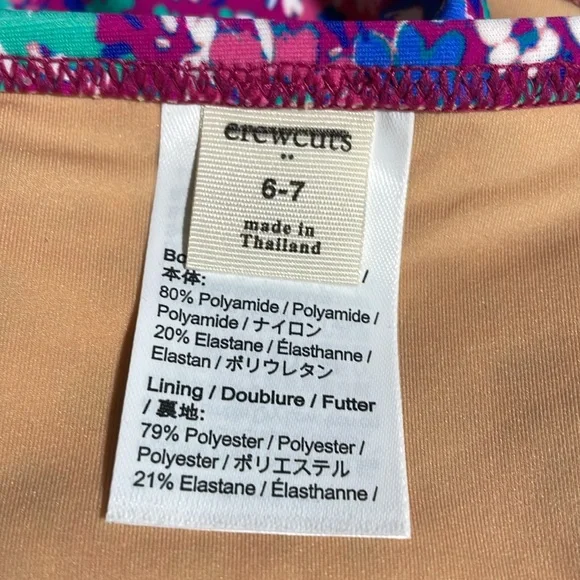 crewcuts
6-7
made in
Thailand
/
本体:
80% Polyamide / Polyamide /
Polyamide / ナイロン
20% Elastane / Élasthanne /
Elastan / ポリウレタン
Lining / Doublure / Futter
/ 裏地:
79% Polyester / Polyester /
Polyester / ポリエステル
21% Elastane / Élasthanne /